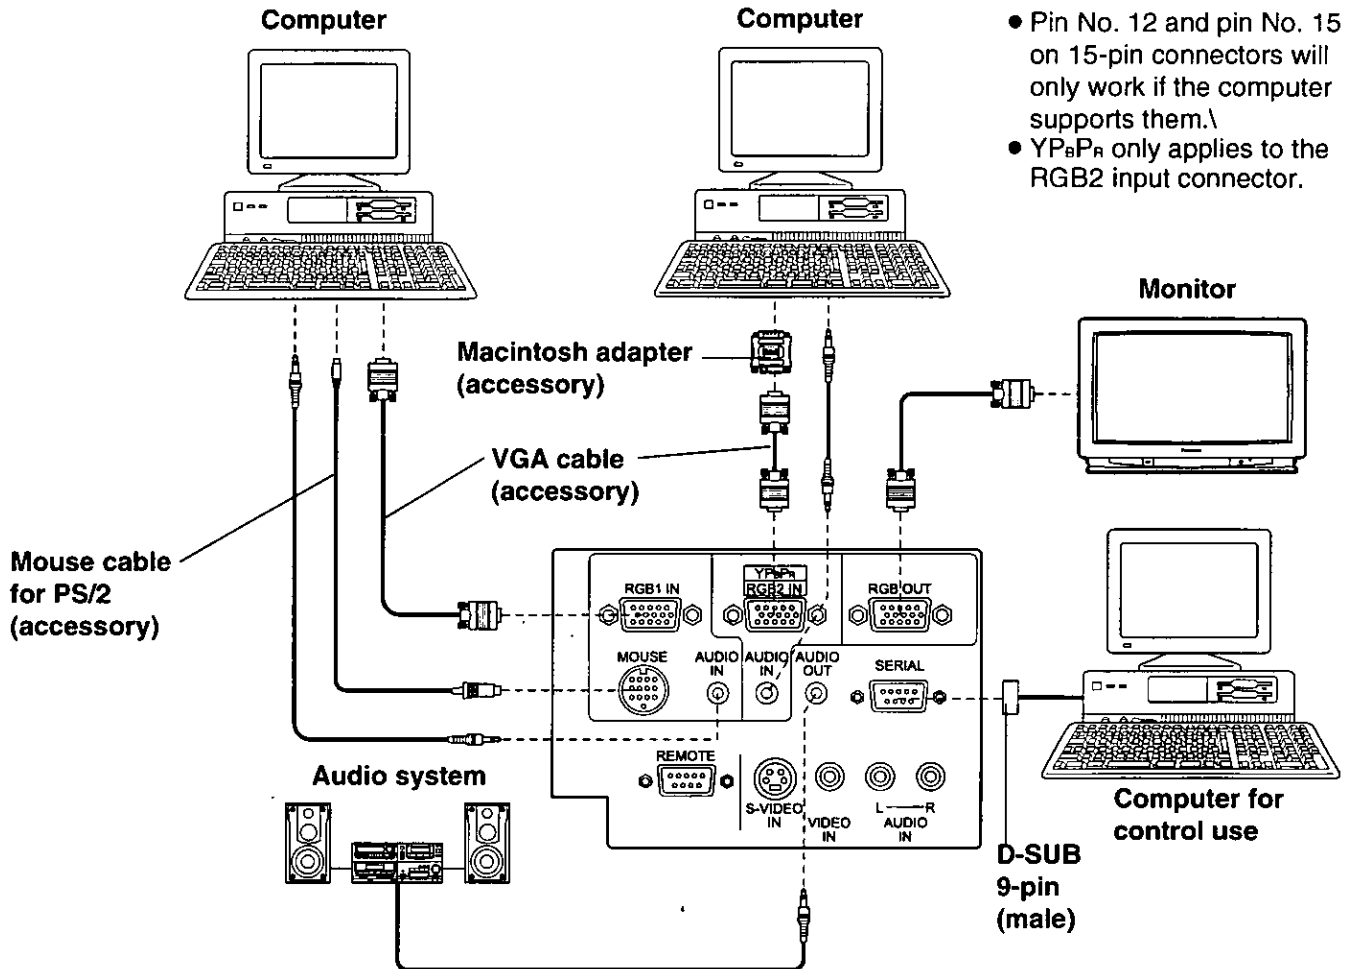 Computer
Computer
● Pin No. 12 and pin No. 15
on 15-pin connectors will
only work if the computer
supports them.\
● YPBPR only applies to the
RGB2 input connector.
Monitor
Macintosh adapter
(accessory)
VGA cable
(accessory)
Mouse cable
for PS/2
(accessory)
YPBPR
RGB1 IN
RGB2 IN
RGB OUT
MOUSE
AUDIO
IN
AUDIO
IN
AUDIO
OUT
SERIAL
REMOTE
S-VIDEO
IN
VIDEO
IN
L R
AUDIO
IN
Audio system
Computer for
control use
D-SUB
9-pin
(male)